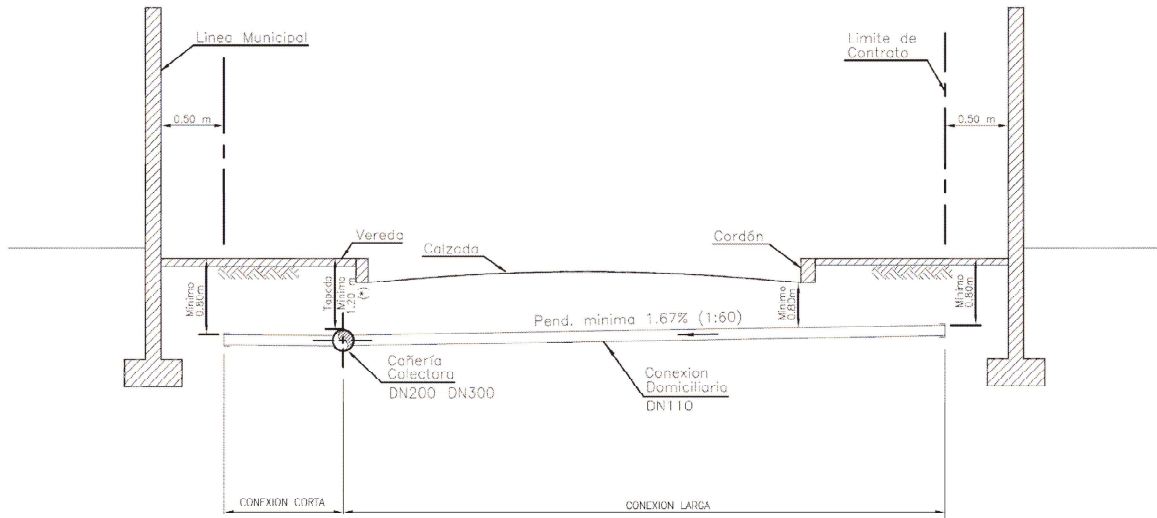 Linea Municipal
Limite de
Contrato
0.50 m
0.50 m
Vereda
Calzada
Cordón
Minimo
0.80m
Tapada
Minimo
1.20 m
(*)
Minimo
0.80m
Minimo
0.80m
Pend. minima 1.67% (1:60)
Cañería
Colectora
DN200 DN300
Conexion
Domiciliaria
DN110
CONEXION CORTA
CONEXION LARGA